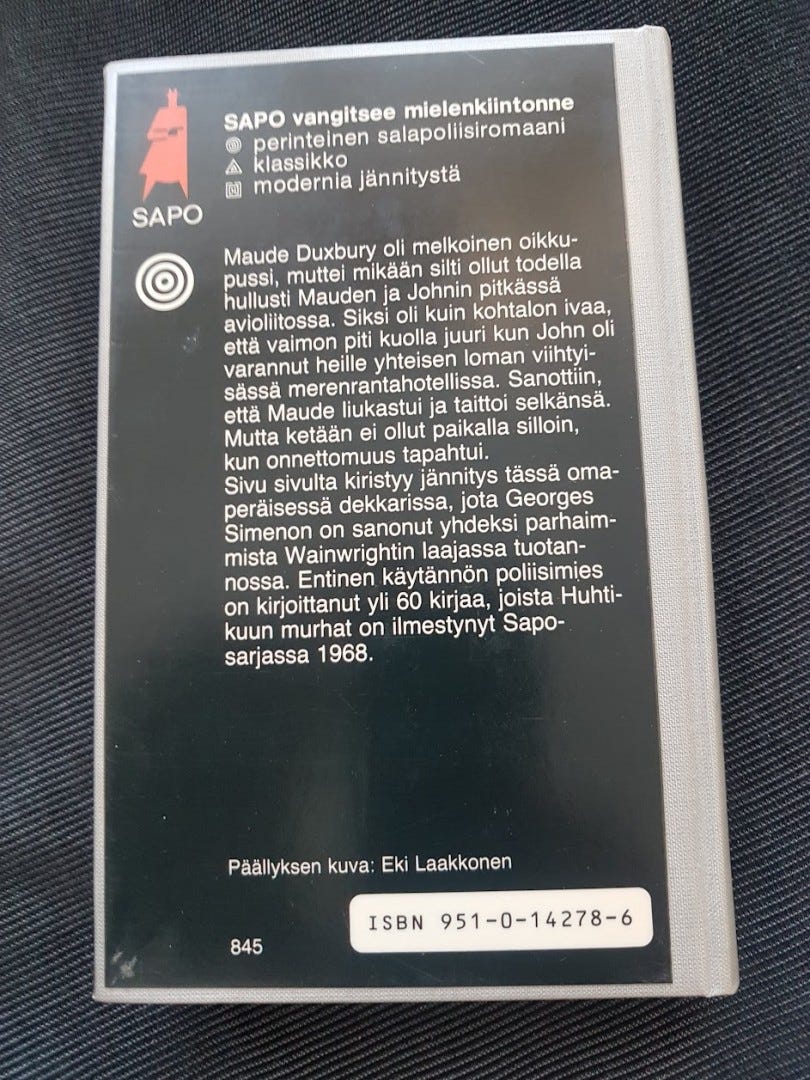 SAPO vangitsee mielenkiintonne
perinteinen salapoliisiromaani
klassikko
modernia jännitystä
SAPO
Maude Duxbury oli melkoinen oikku-
pussi, muttei mikään silti ollut todella
hullusti Mauden ja Johnin pitkässä
avioliitossa. Siksi oli kuin kohtalon ivaa,
että vaimon piti kuolla juuri kun John oli
varannut heille yhteisen loman viihtyi-
sässä merenrantahotellissa. Sanottiin,
että Maude liukastui ja taittoi selkänsä.
Mutta ketään ei ollut paikalla silloin,
kun onnettomuus tapahtui.
Sivu sivulta kiristyy jännitys tässä oma-
peräisessä dekkarissa, jota Georges
Simenon on sanonut yhdeksi parhaim-
mista Wainwrightin laajassa tuotan-
nossa. Entinen käytännön poliisimies
on kirjoittanut yli 60 kirjaa, joista Huhti-
kuun murhat on ilmestynyt Sapo-
sarjassa 1968.
Päällyksen kuva: Eki Laakkonen
ISBN 951-0-14278-6
845